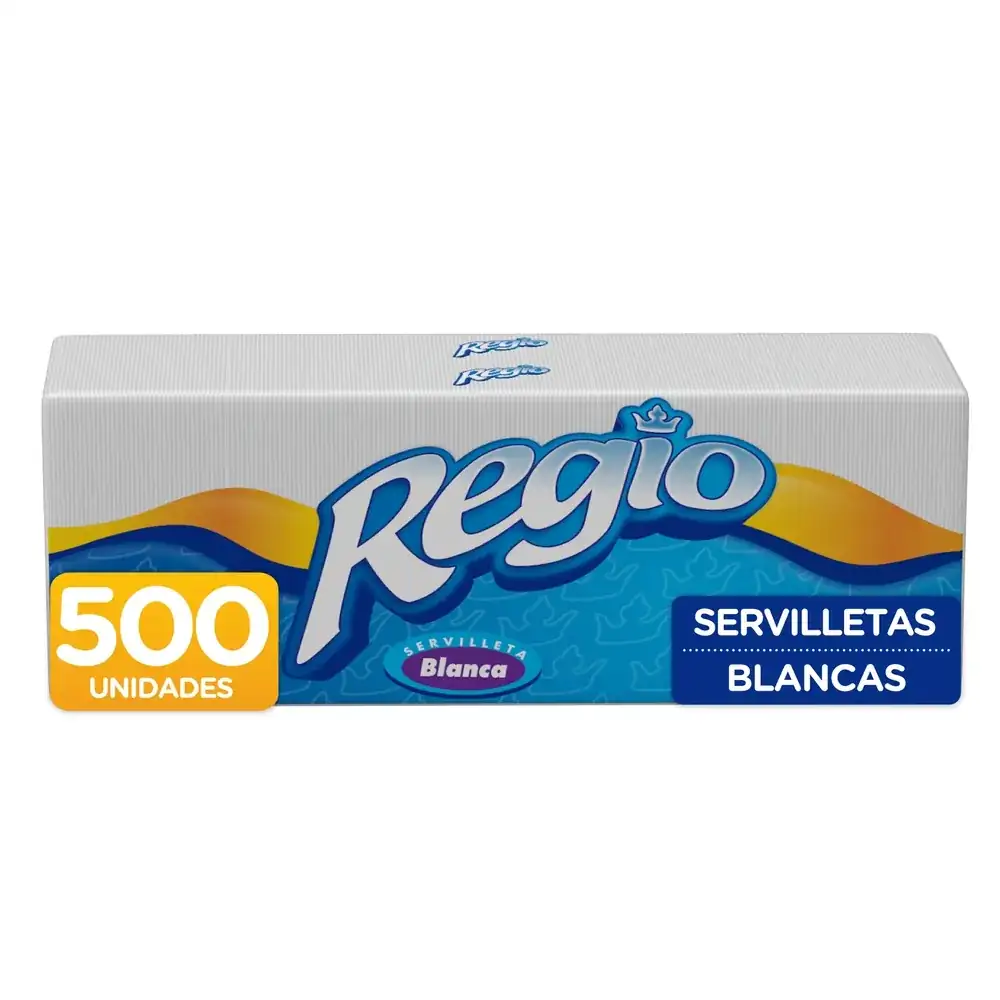 Regio
Regio
Regio
500
UNIDADES
SERVILLETA
Blanca
SERVILLETAS
BLANCAS